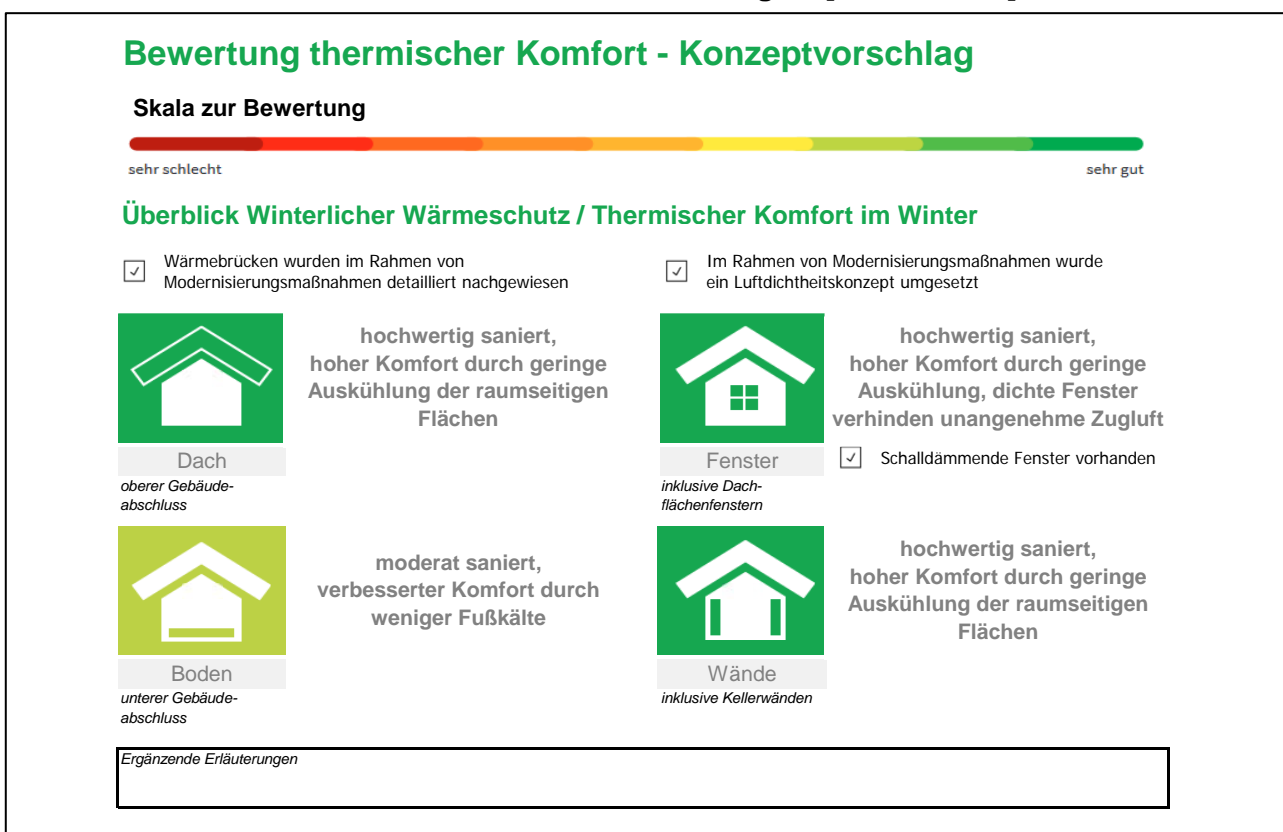 Bewertung thermischer Komfort - Konzeptvorschlag
Skala zur Bewertung
sehr schlecht
sehr gut
Überblick Winterlicher Wärmeschutz / Thermischer Komfort im Winter
Wärmebrücken wurden im Rahmen von
Modernisierungsmaßnahmen detailliert nachgewiesen
Im Rahmen von Modernisierungsmaßnahmen wurde
ein Luftdichtheitskonzept umgesetzt
hochwertig saniert,
hoher Komfort durch geringe
Auskühlung der raumseitigen
Flächen
Dach
oberer Gebäude-
abschluss
hochwertig saniert,
hoher Komfort durch geringe
Auskühlung, dichte Fenster
verhinden unangenehme Zugluft
Schalldämmende Fenster vorhanden
Fenster
inklusive Dach-
flächenfenstern
moderat saniert,
verbesserter Komfort durch
weniger Fußkälte
Boden
unterer Gebäude-
abschluss
hochwertig saniert,
hoher Komfort durch geringe
Auskühlung der raumseitigen
Flächen
Wände
inklusive Kellerwänden
Ergänzende Erläuterungen